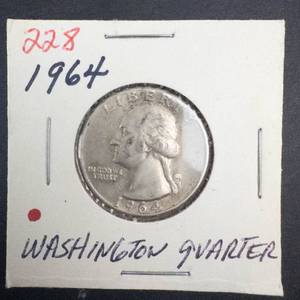 228
1964
LIBERTY
IN GOD WE
TRUST
1964
WASHINGTON QUARTER